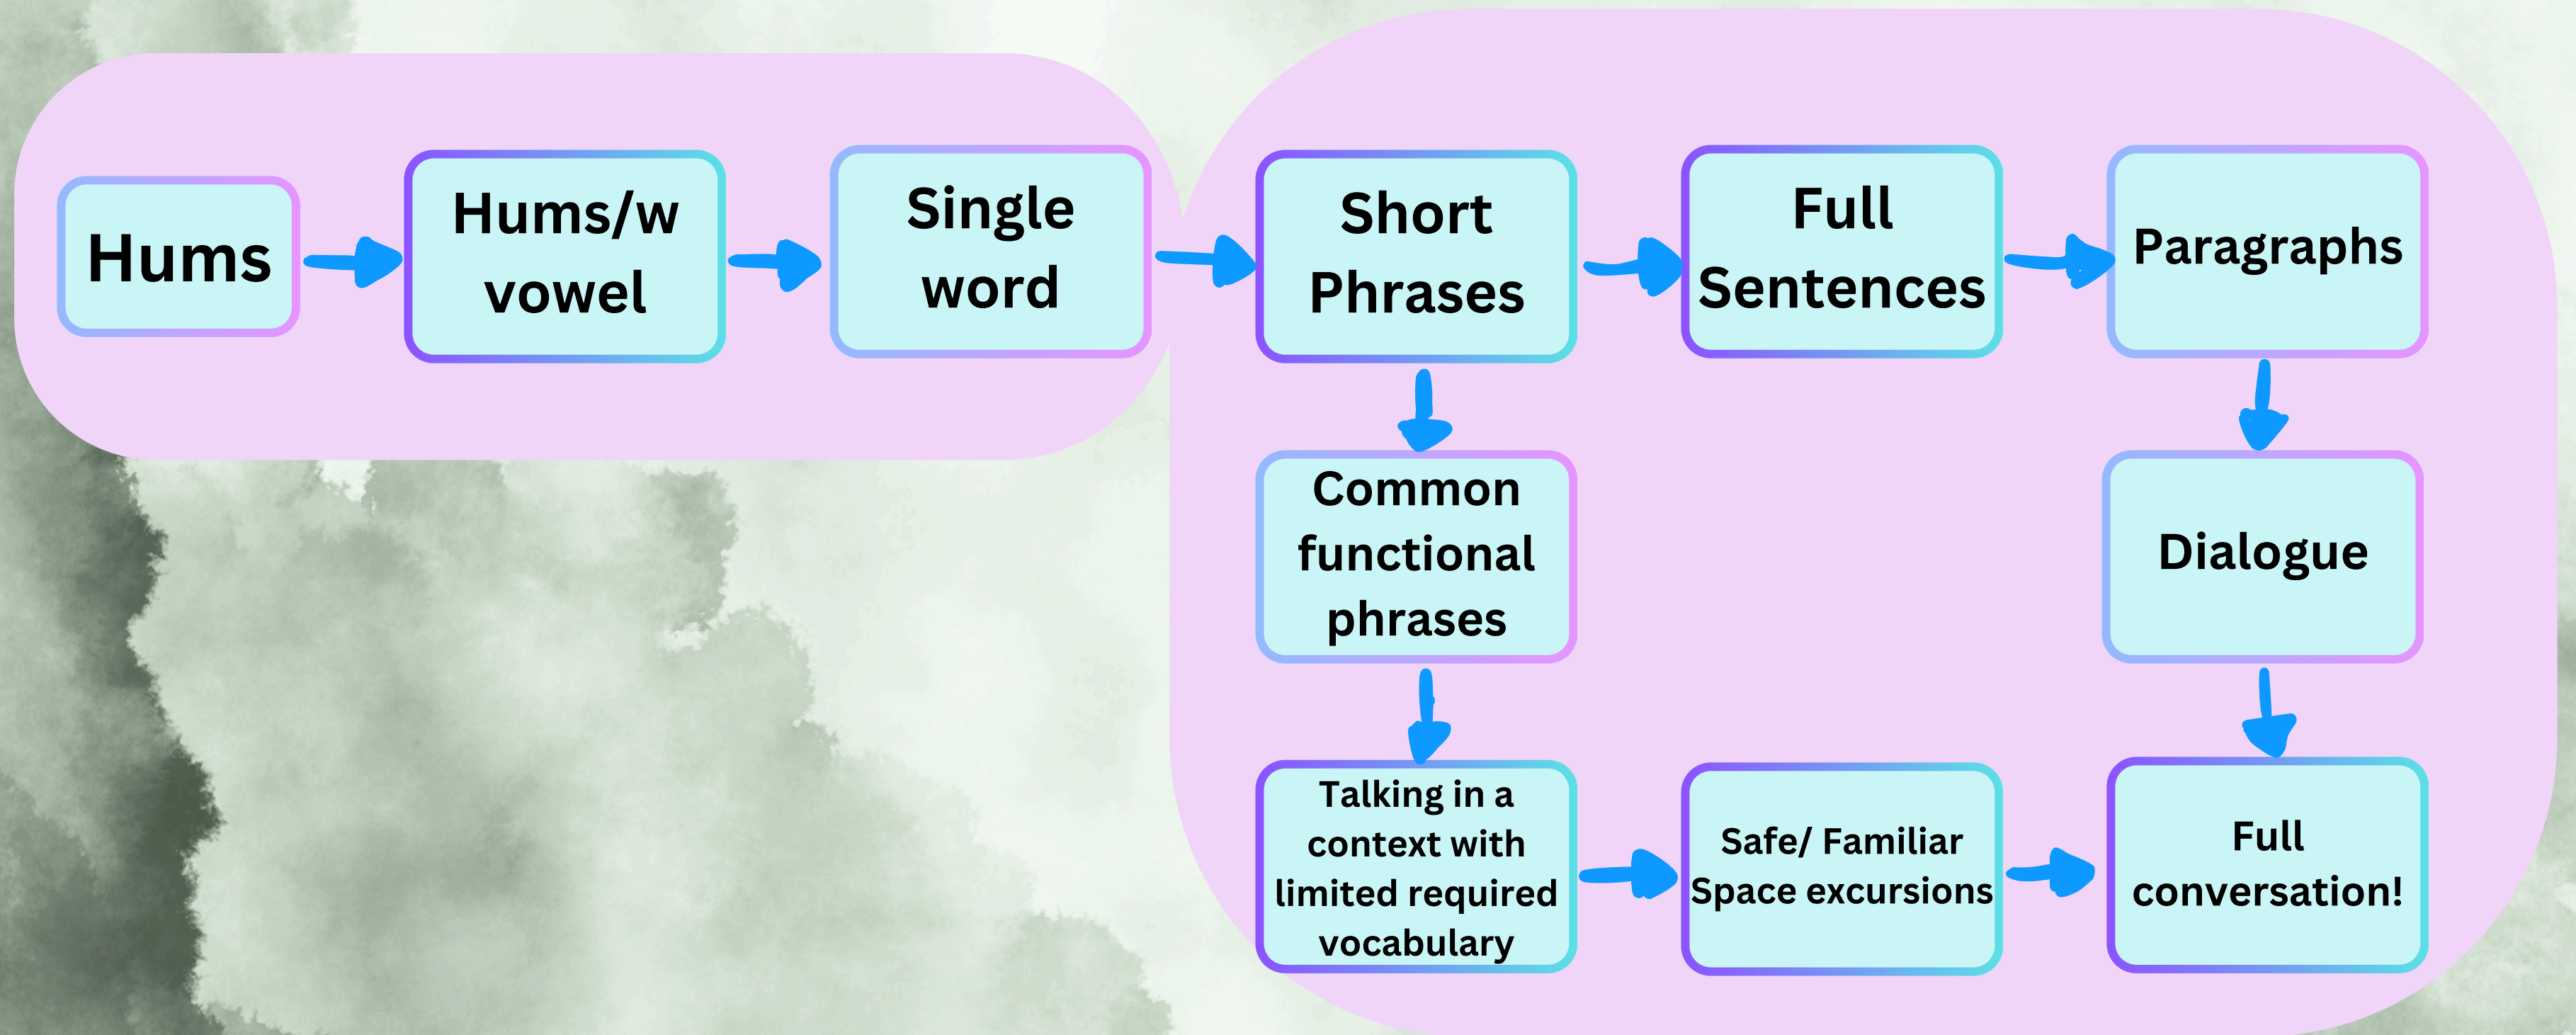 Hums
Hums/w
vowel
Single
word
Short
Phrases
Full
Sentences
Paragraphs
Common
functional
phrases
Dialogue
Talking in a
context with
limited required
vocabulary
Safe/ Familiar
Space excursions
Full
conversation!